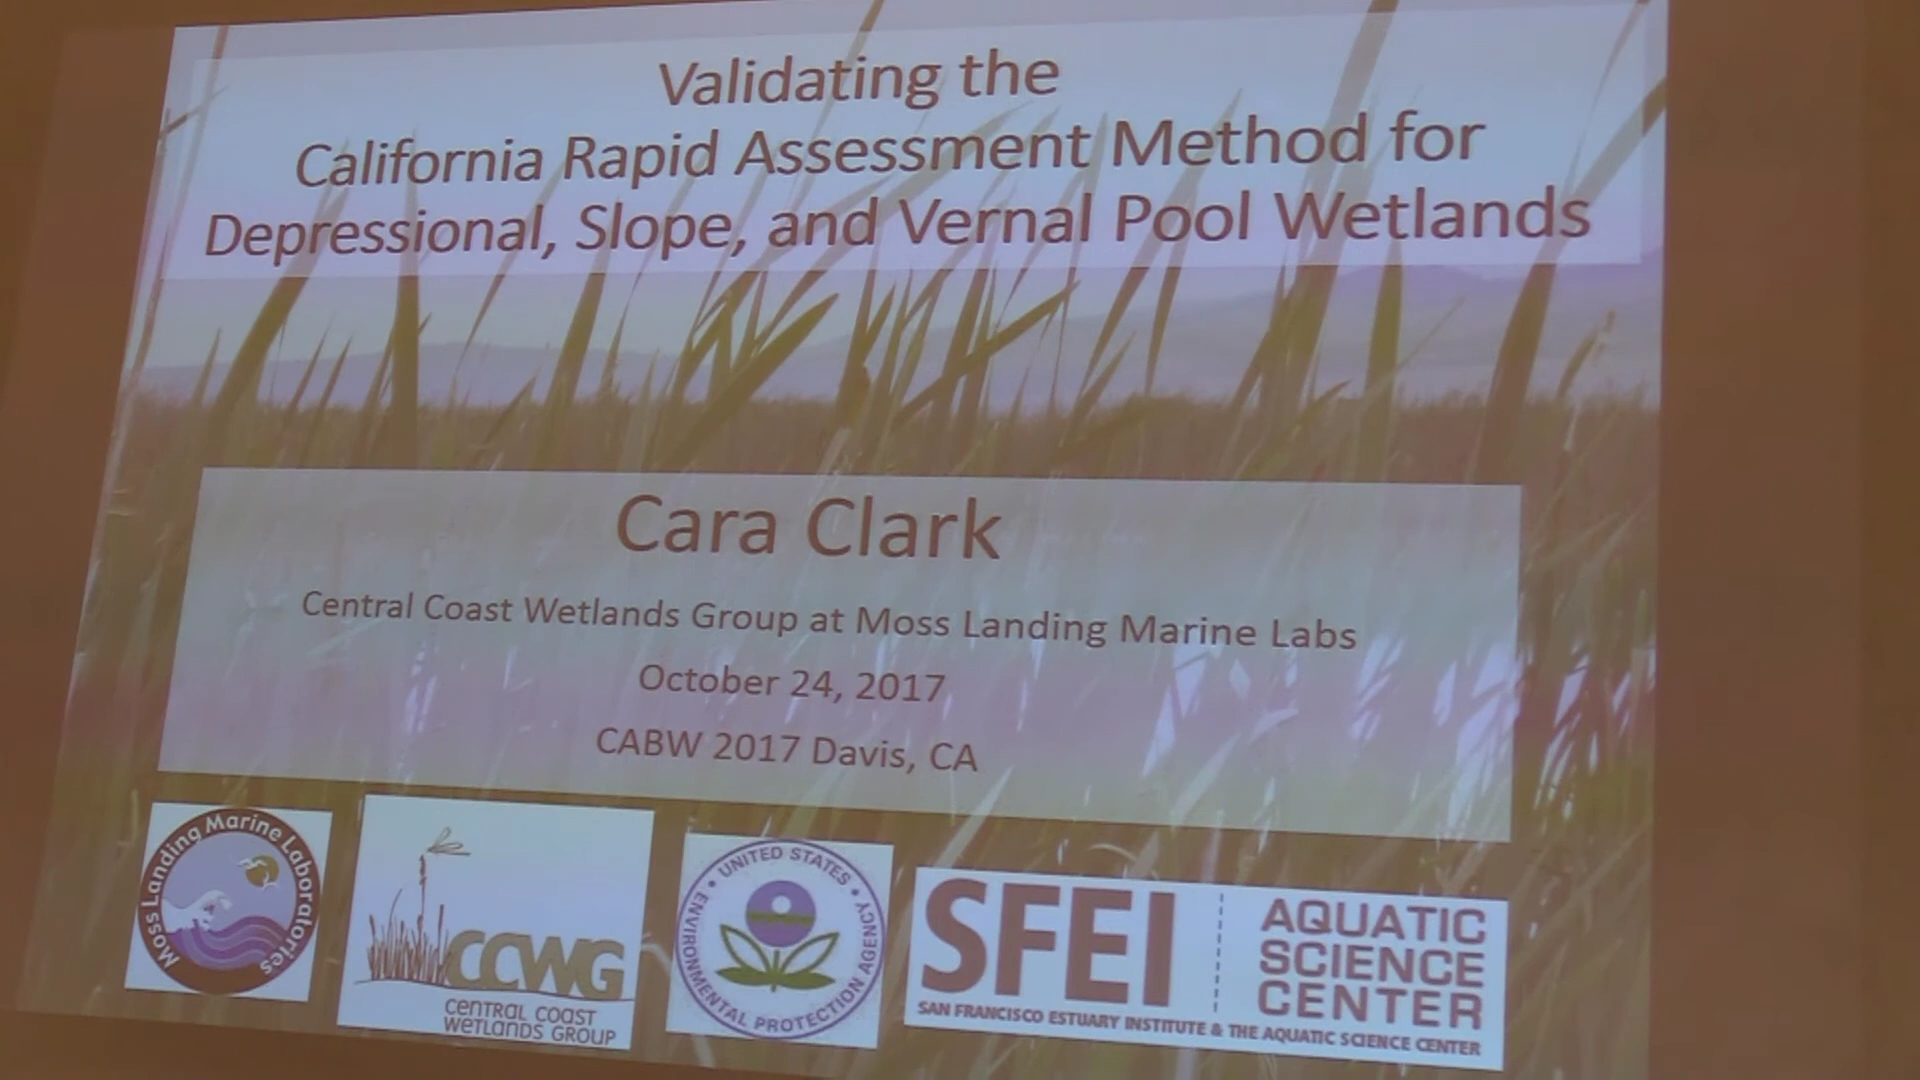 Validating the
California Rapid Assessment Method for
Depressional, Slope, and Vernal Pool Wetlands
Cara Clark
Central Coast Wetlands Group at Moss Landing Marine Labs
October 24, 2017
CABW 2017 Davis, CA
Moss Landing Marine Laboratories
CCWG
CENTRAL COAST
WETLANDS GROUP
UNITED STATES
ENVIRONMENTAL PROTECTION AGENCY
SFEI
AQUATIC
SCIENCE
CENTER
SAN FRANCISCO ESTUARY INSTITUTE & THE AQUATIC SCIENCE CENTER